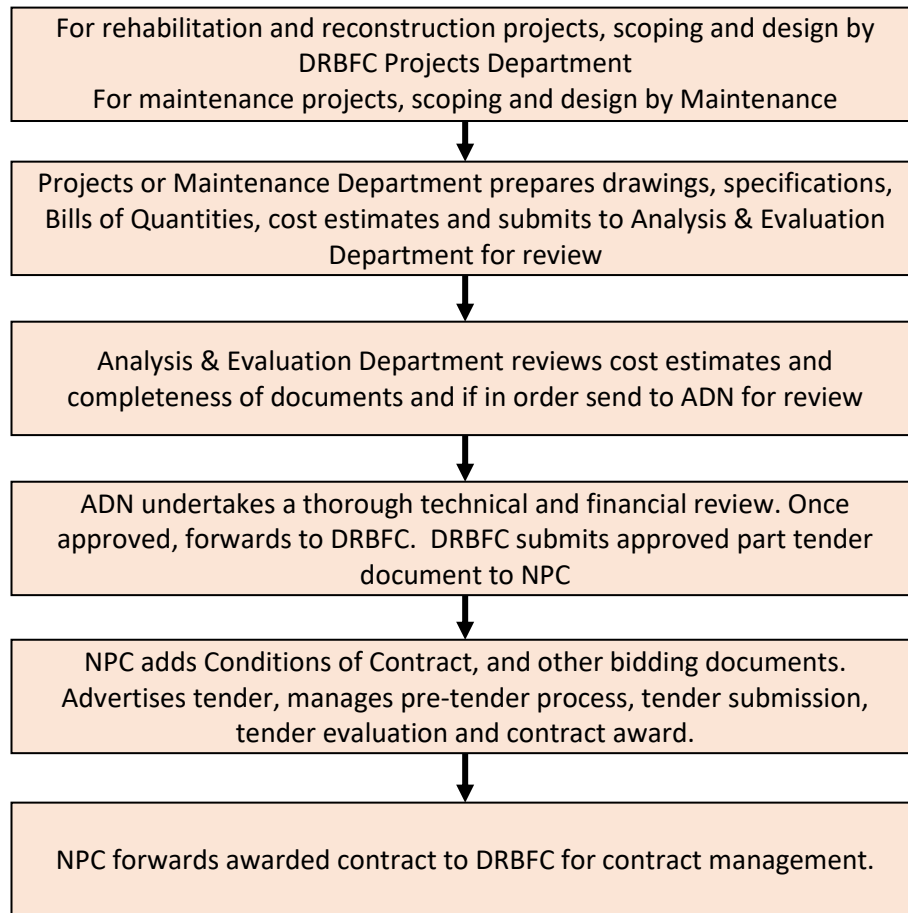 For rehabilitation and reconstruction projects, scoping and design by
DRBFC Projects Department
For maintenance projects, scoping and design by Maintenance
Projects or Maintenance Department prepares drawings, specifications,
Bills of Quantities, cost estimates and submits to Analysis & Evaluation
Department for review
Analysis & Evaluation Department reviews cost estimates and
completeness of documents and if in order send to ADN for review
ADN undertakes a thorough technical and financial review. Once
approved, forwards to DRBFC.  DRBFC submits approved part tender
document to NPC
NPC adds Conditions of Contract, and other bidding documents.
Advertises tender, manages pre-tender process, tender submission,
tender evaluation and contract award.
NPC forwards awarded contract to DRBFC for contract management.